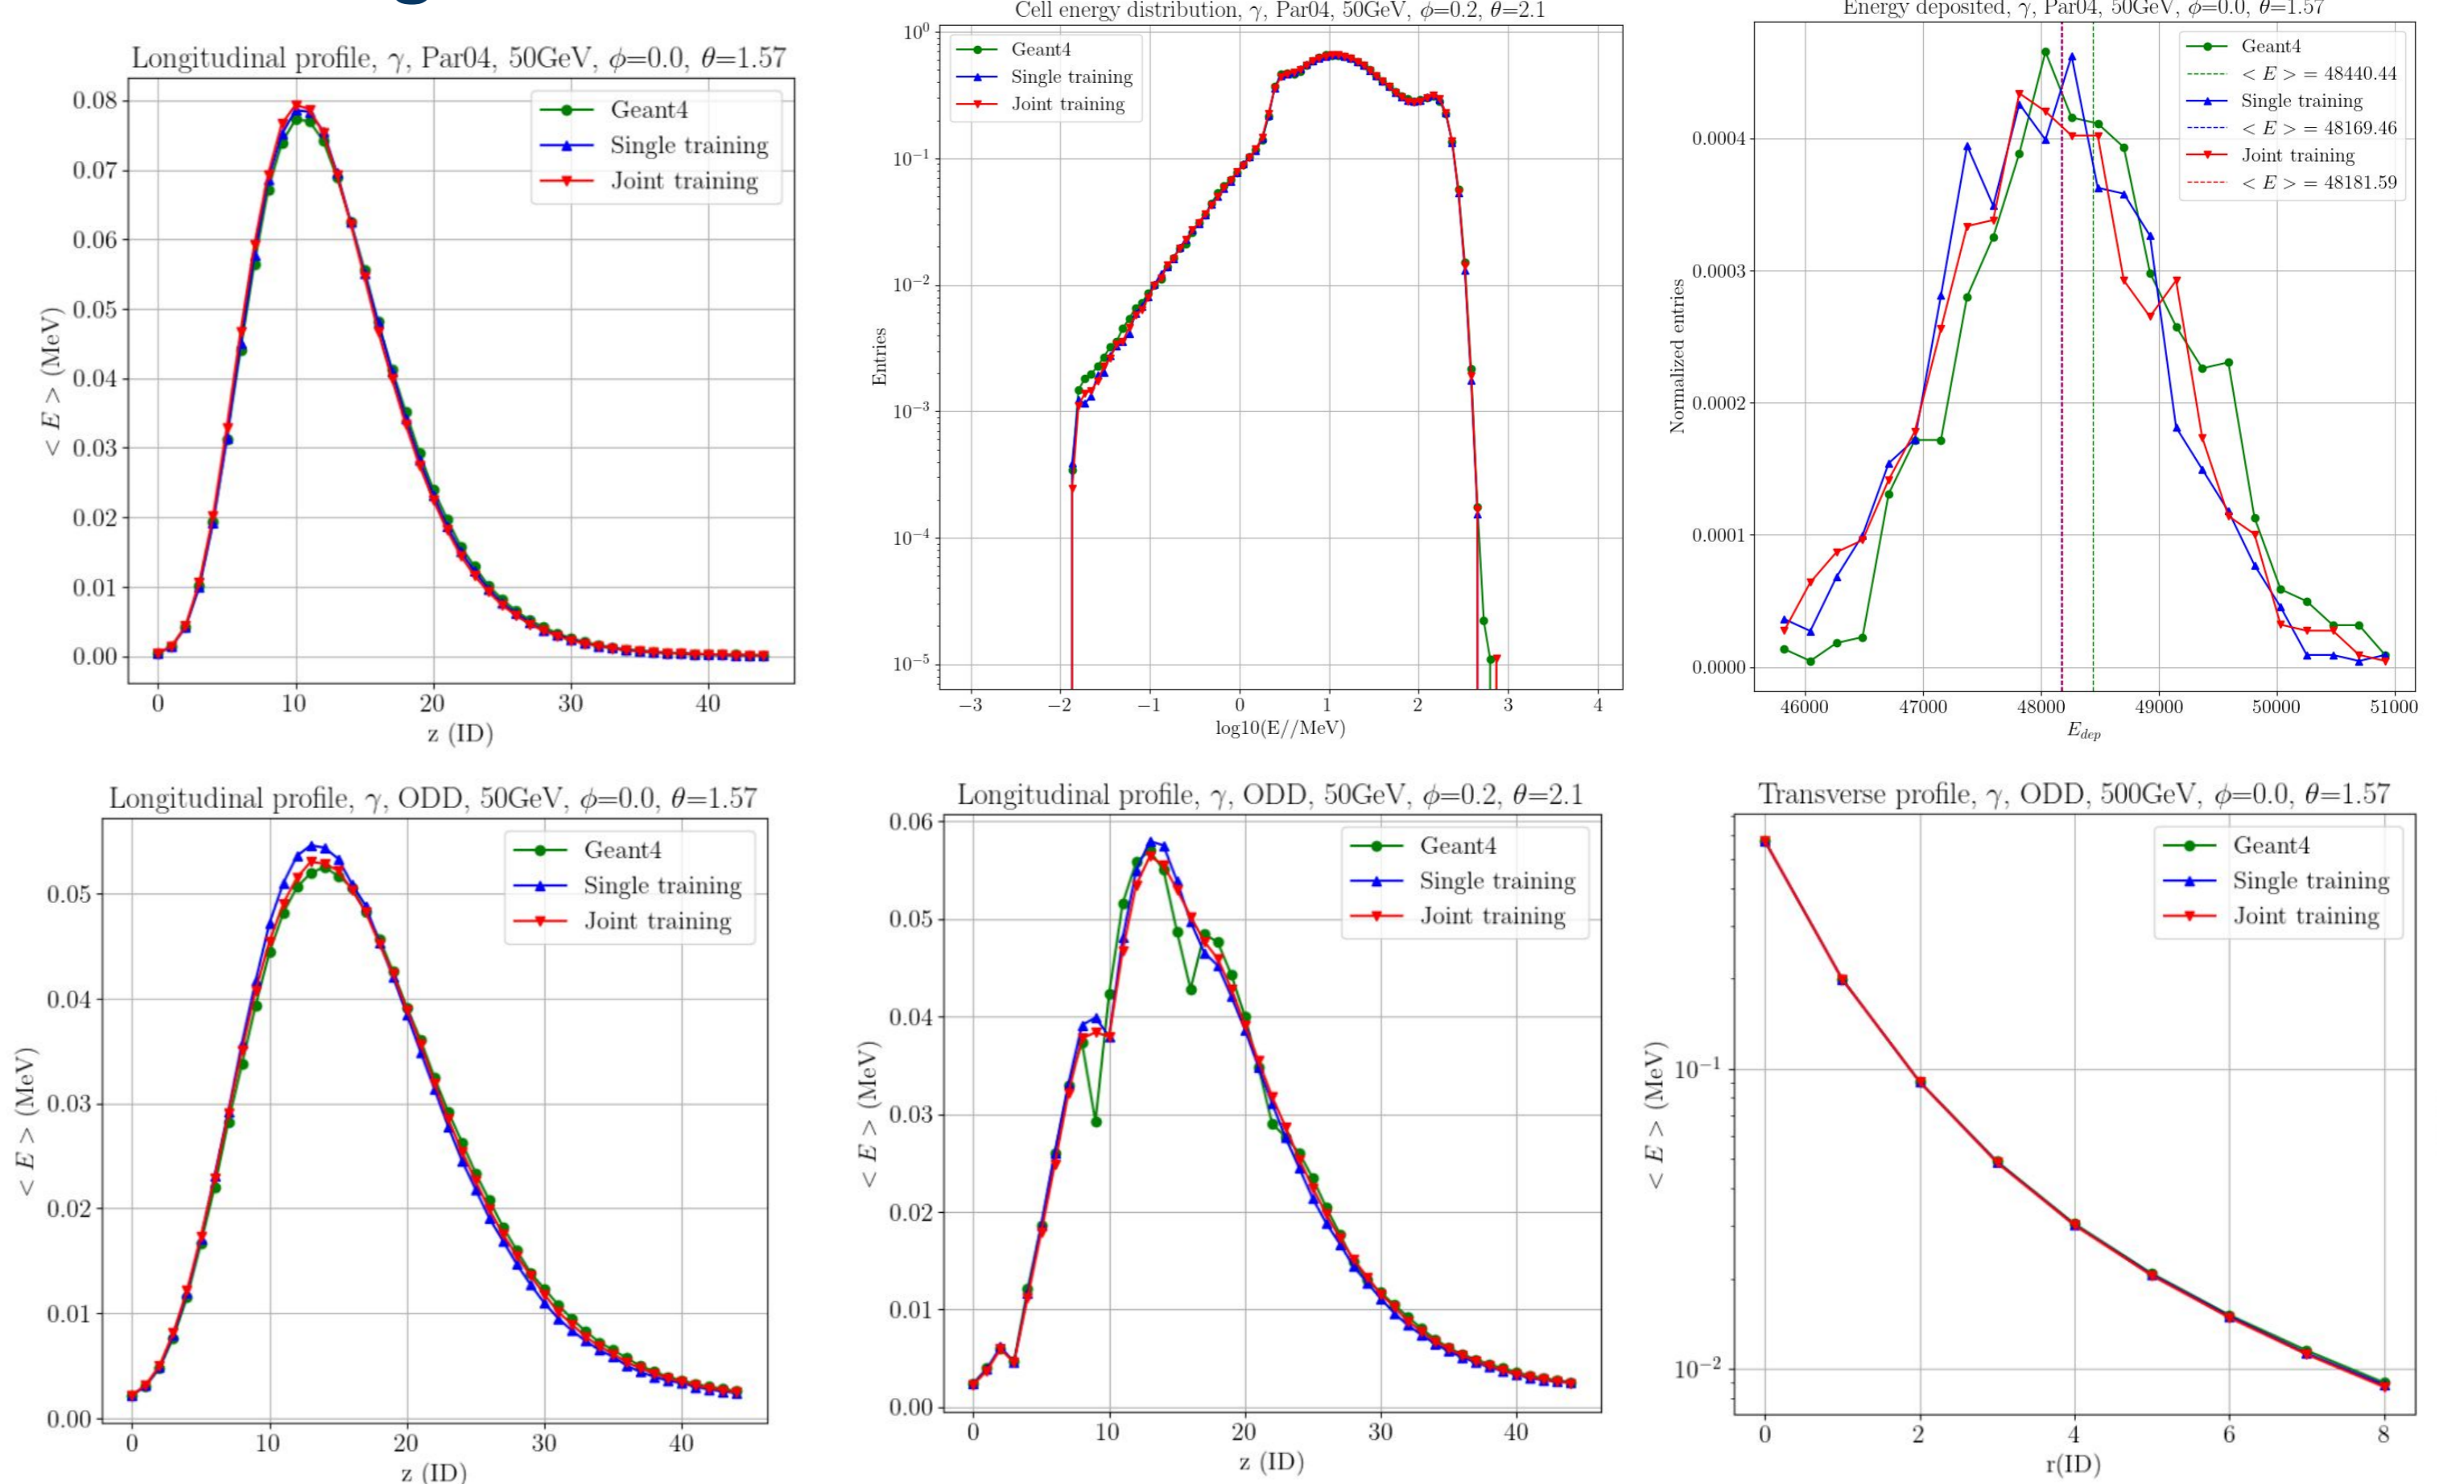 Longitudinal profile, γ, Par04, 50GeV, ϕ=0.0, θ=1.57
0.08
0.07
0.06
0.05
0.04
0.03
0.02
0.01
0.00
< E > (MeV)
Geant4
Single training
Joint training
0 10 20 30 40
z (ID)
Cell energy distribution, γ, Par04, 50GeV, ϕ=0.2, θ=2.1
10⁰
10⁻¹
10⁻²
10⁻³
10⁻⁴
10⁻⁵
Entries
Geant4
Single training
Joint training
−3 −2 −1 0 1 2 3 4
log10(E//MeV)
Energy deposited, γ, Par04, 50GeV, ϕ=0.0, θ=1.57
0.0004
0.0003
0.0002
0.0001
0.0000
Normalized entries
Geant4
< E > = 48440.44
Single training
< E > = 48169.46
Joint training
< E > = 48181.59
46000 47000 48000 49000 50000 51000
E_dep
Longitudinal profile, γ, ODD, 50GeV, ϕ=0.0, θ=1.57
0.05
0.04
0.03
0.02
0.01
0.00
< E > (MeV)
Geant4
Single training
Joint training
0 10 20 30 40
z (ID)
Longitudinal profile, γ, ODD, 50GeV, ϕ=0.2, θ=2.1
0.06
0.05
0.04
0.03
0.02
0.01
0.00
< E > (MeV)
Geant4
Single training
Joint training
0 10 20 30 40
z (ID)
Transverse profile, γ, ODD, 500GeV, ϕ=0.0, θ=1.57
10⁻¹
10⁻²
< E > (MeV)
Geant4
Single training
Joint training
0 2 4 6 8
r(ID)